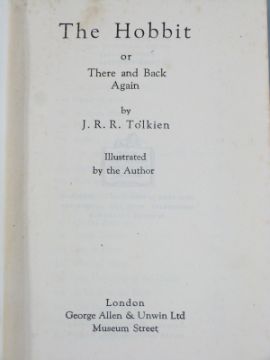 The Hobbit
or
There and Back
Again
by
J. R. R. Tolkien
Illustrated
by the Author
London
George Allen & Unwin Ltd
Museum Street